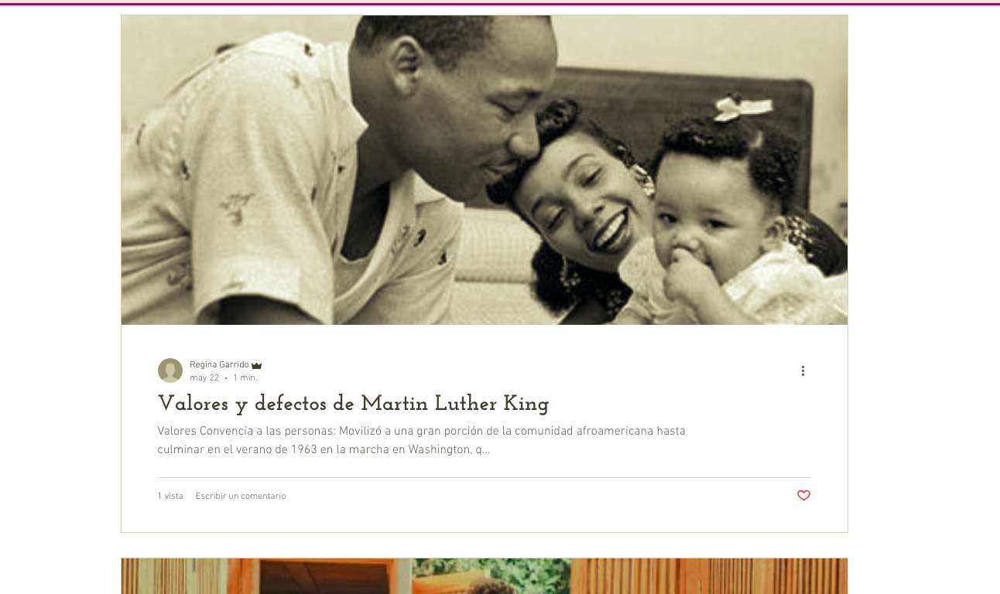 Regina Garrido
may 22 • 1 min.
Valores y defectos de Martin Luther King
Valores Convencía a las personas: Movilizó a una gran porción de la comunidad afroamericana hasta
culminar en el verano de 1963 en la marcha en Washington, q...
1 vista Escribir un comentario